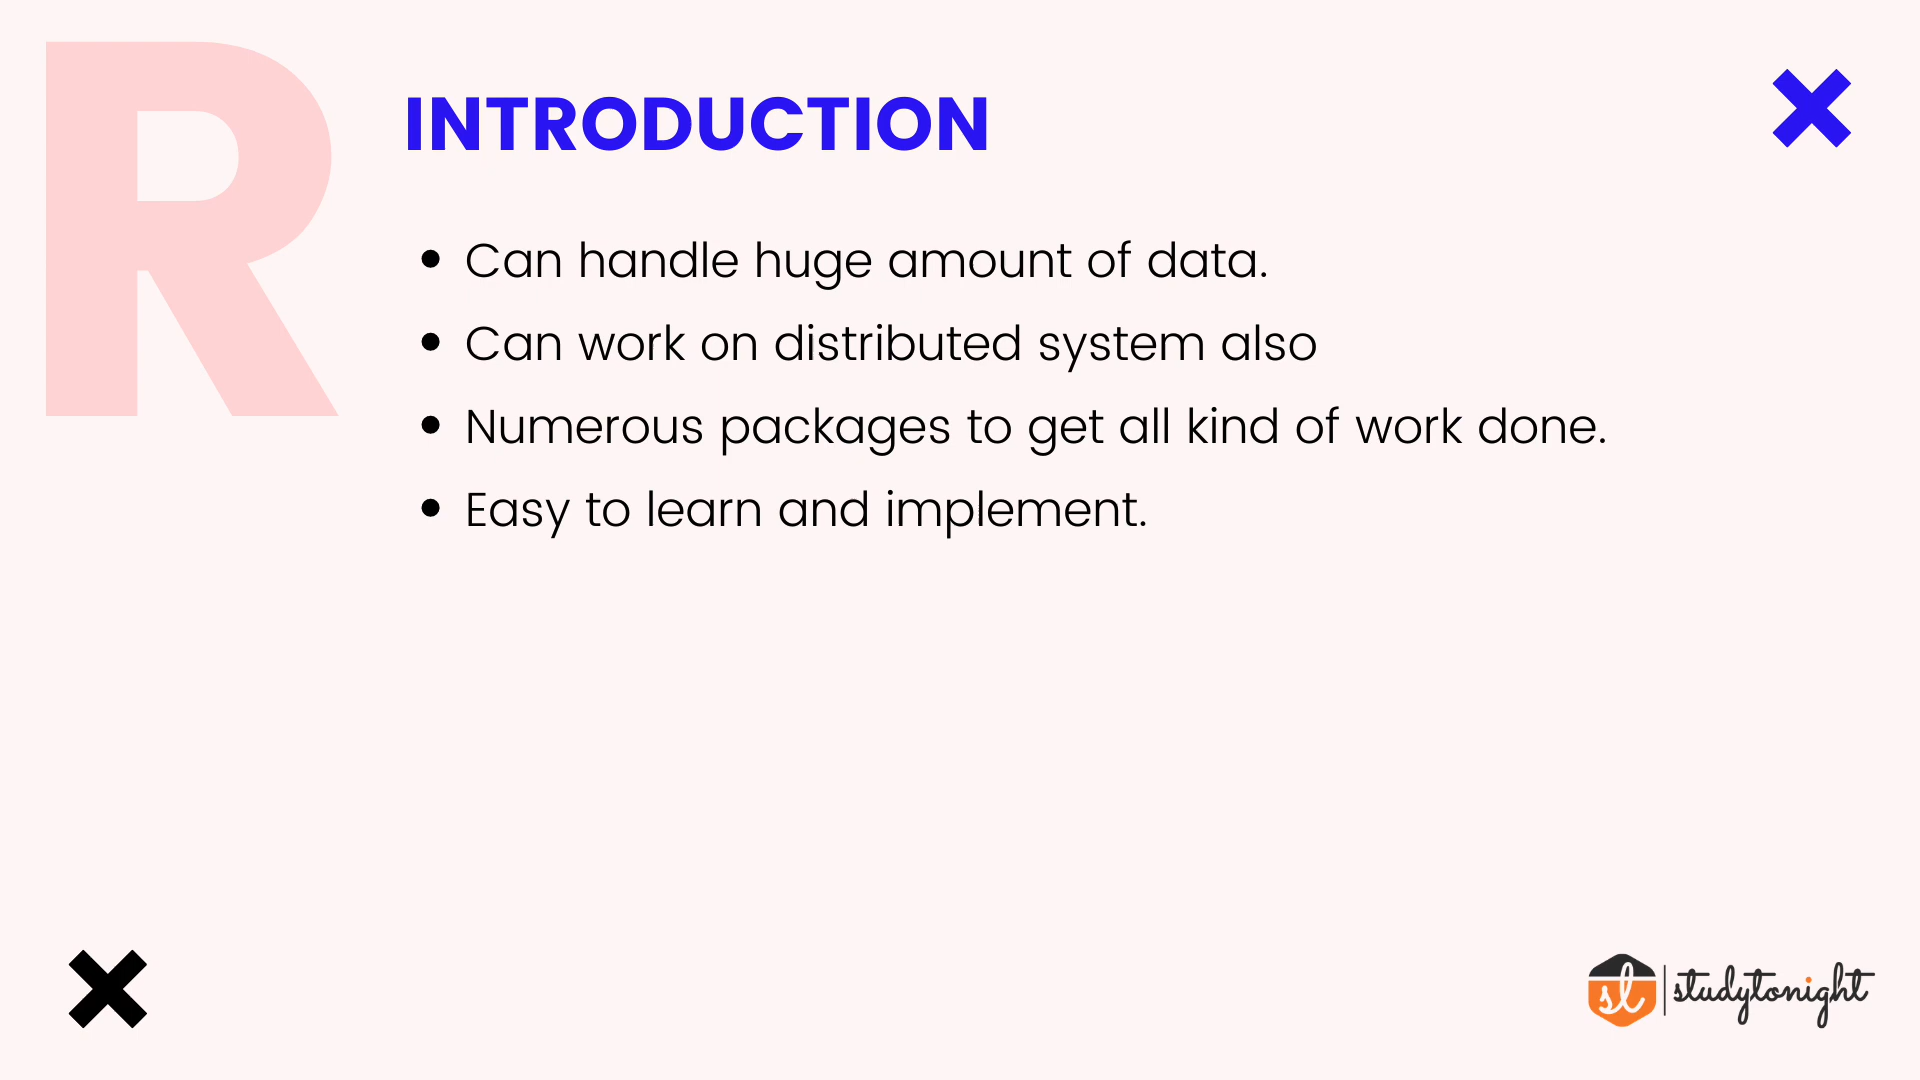 R
INTRODUCTION
• Can handle huge amount of data.
• Can work on distributed system also
• Numerous packages to get all kind of work done.
• Easy to learn and implement.
st | studytonight